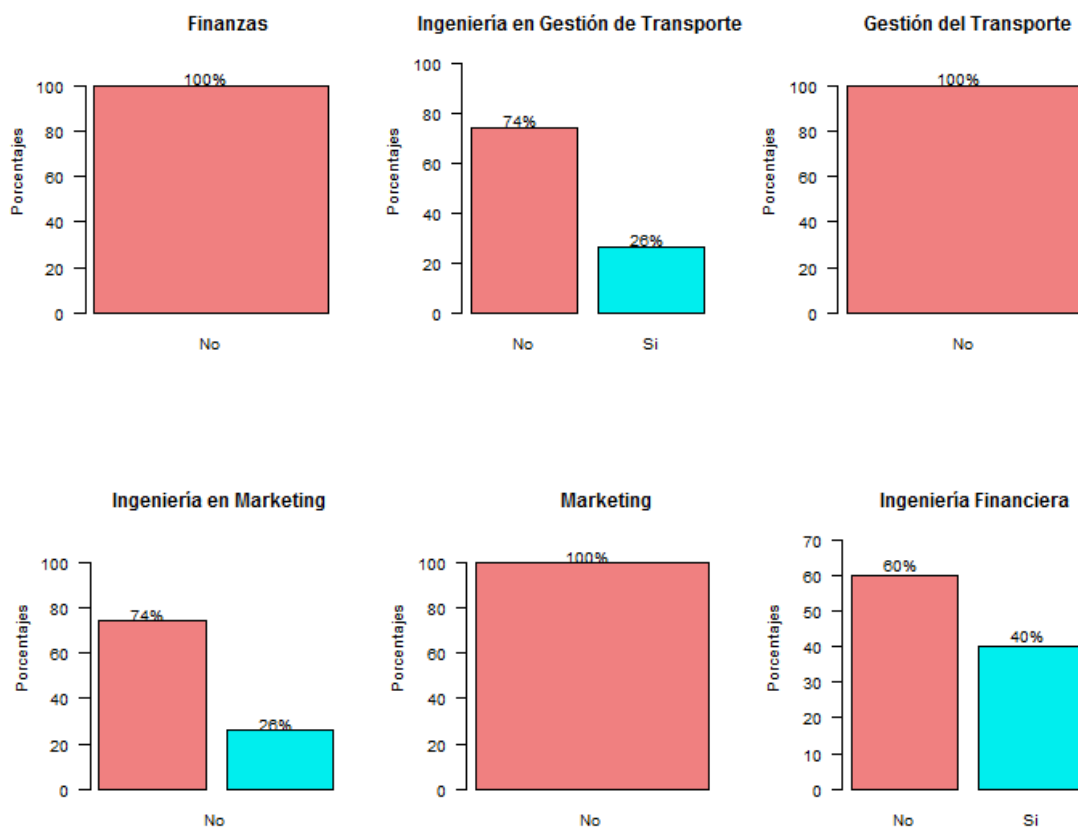 Finanzas
Ingeniería en Gestión de Transporte
Gestión del Transporte
Porcentajes
100
80
60
40
20
0
100%
No
Porcentajes
100
80
60
40
20
0
74%
26%
No
Si
Porcentajes
100
80
60
40
20
0
100%
No
Ingeniería en Marketing
Marketing
Ingeniería Financiera
Porcentajes
100
80
60
40
20
0
74%
26%
No
Porcentajes
100
80
60
40
20
0
100%
No
Porcentajes
70
60
50
40
30
20
10
0
60%
40%
No
Si